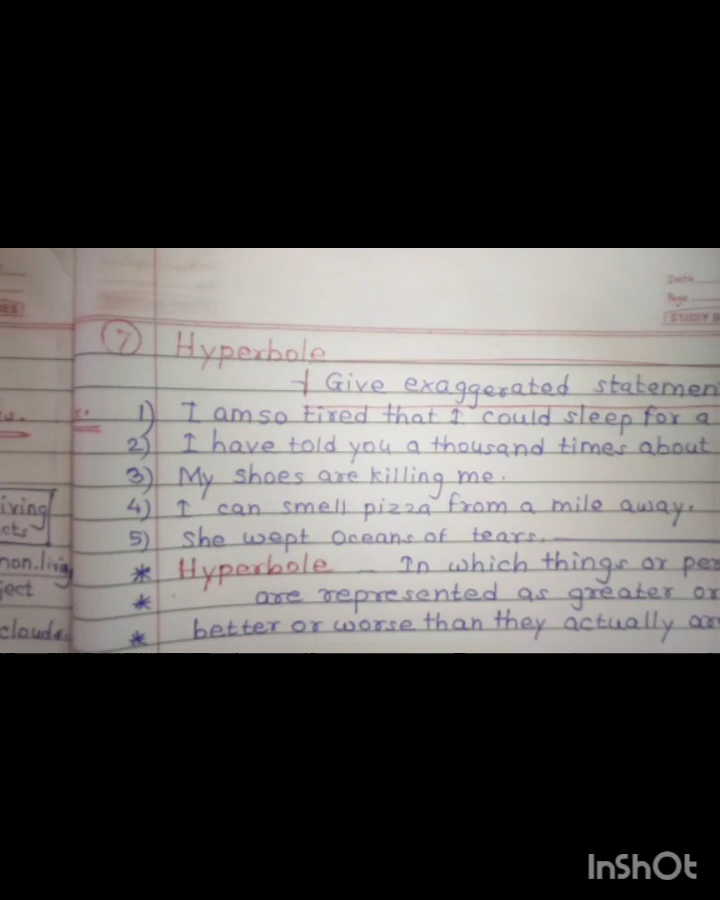 Date
Page
STUDY
7 Hyperbole
Give exaggerated statemen
1) I am so tired that I could sleep for a
2) I have told you a thousand times about
3) My shoes are killing me.
4) I can smell pizza from a mile away.
5) She wept Oceans of tears.
iving
cts
* Hyperbole - In which things or per
non.living
ject
* are represented as greater or
clouds.
* better or worse than they actually ar
InShOt